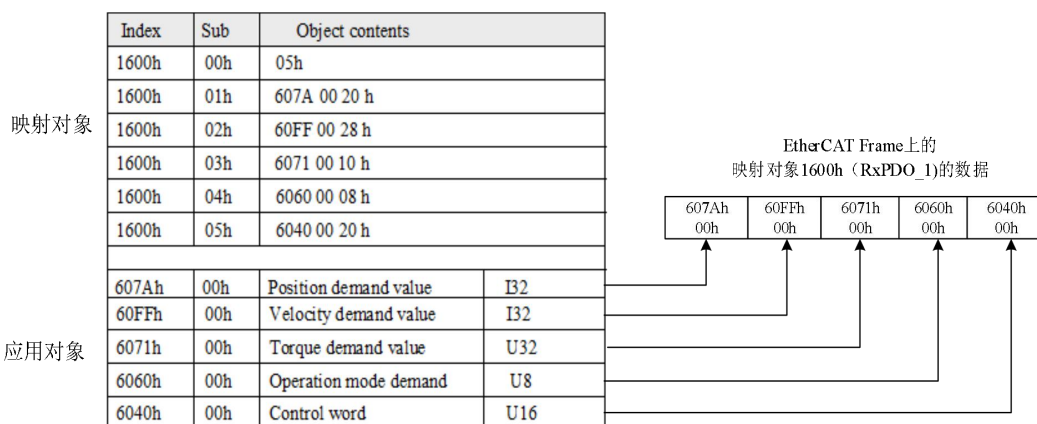 Index Sub Object contents
1600h 00h 05h
1600h 01h 607A 00 20 h
映射对象
1600h 02h 60FF 00 28 h
1600h 03h 6071 00 10 h
1600h 04h 6060 00 08 h
1600h 05h 6040 00 20 h
EtherCAT Frame上的
映射对象1600h（RxPDO_1)的数据
607Ah 60FFh 6071h 6060h 6040h
00h 00h 00h 00h 00h
607Ah 00h Position demand value I32
60FFh 00h Velocity demand value I32
应用对象
6071h 00h Torque demand value U32
6060h 00h Operation mode demand U8
6040h 00h Control word U16